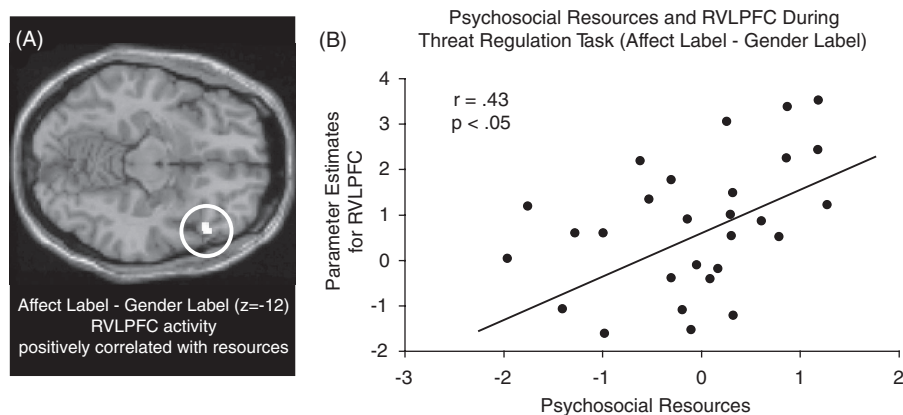 (A)
Affect Label - Gender Label (z=-12)
RVLPFC activity
positively correlated with resources
(B)
Psychosocial Resources and RVLPFC During
Threat Regulation Task (Affect Label - Gender Label)
r = .43
p < .05
Parameter Estimates
for RVLPFC
4
3
2
1
0
-1
-2
-3
-2
-1
0
1
2
Psychosocial Resources